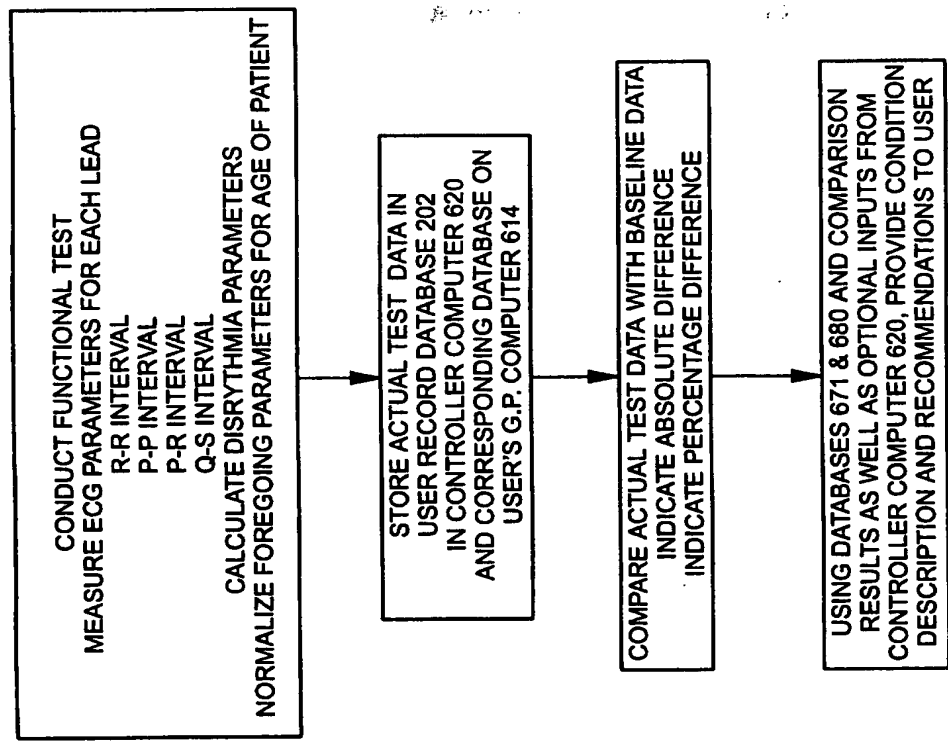 CONDUCT FUNCTIONAL TEST
MEASURE ECG PARAMETERS FOR EACH LEAD
R-R INTERVAL
P-P INTERVAL
P-R INTERVAL
Q-S INTERVAL
CALCULATE DISRYTHMIA PARAMETERS
NORMALIZE FOREGOING PARAMETERS FOR AGE OF PATIENT
STORE ACTUAL TEST DATA IN
USER RECORD DATABASE 202
IN CONTROLLER COMPUTER 620
AND CORRESPONDING DATABASE ON
USER'S G.P. COMPUTER 614
COMPARE ACTUAL TEST DATA WITH BASELINE DATA
INDICATE ABSOLUTE DIFFERENCE
INDICATE PERCENTAGE DIFFERENCE
USING DATABASES 671 & 680 AND COMPARISON
RESULTS AS WELL AS OPTIONAL INPUTS FROM
CONTROLLER COMPUTER 620, PROVIDE CONDITION
DESCRIPTION AND RECOMMENDATIONS TO USER